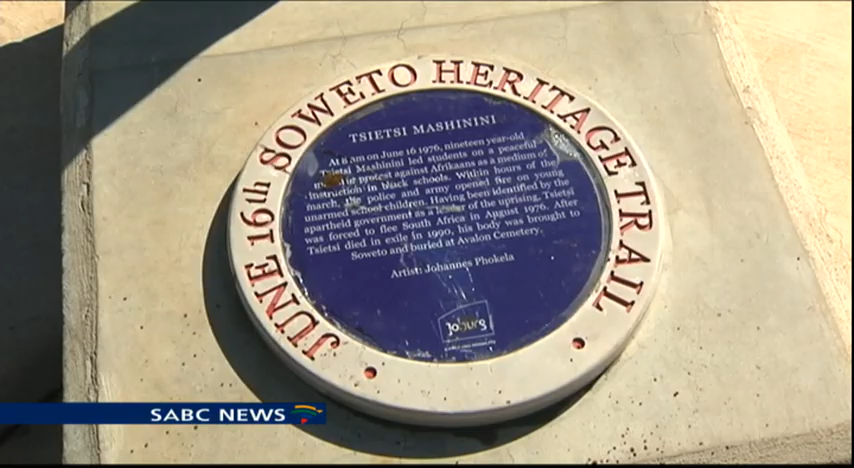 JUNE 16th SOWETO HERITAGE TRAIL
TSIETSI MASHININI
At 8 am on June 16 1976, nineteen year-old
Tsietsi Mashinini led students on a peaceful
protest against Afrikaans as a medium of
instruction in black schools. Within hours of the
march, the police and army opened fire on young
unarmed school children. Having been identified by the
apartheid government as a leader of the uprising, Tsietsi
was forced to flee South Africa in August 1976. After
Tsietsi died in exile in 1990, his body was brought to
Soweto and buried at Avalon Cemetery.
Artist: Johannes Phokela
Joburg
SABC NEWS